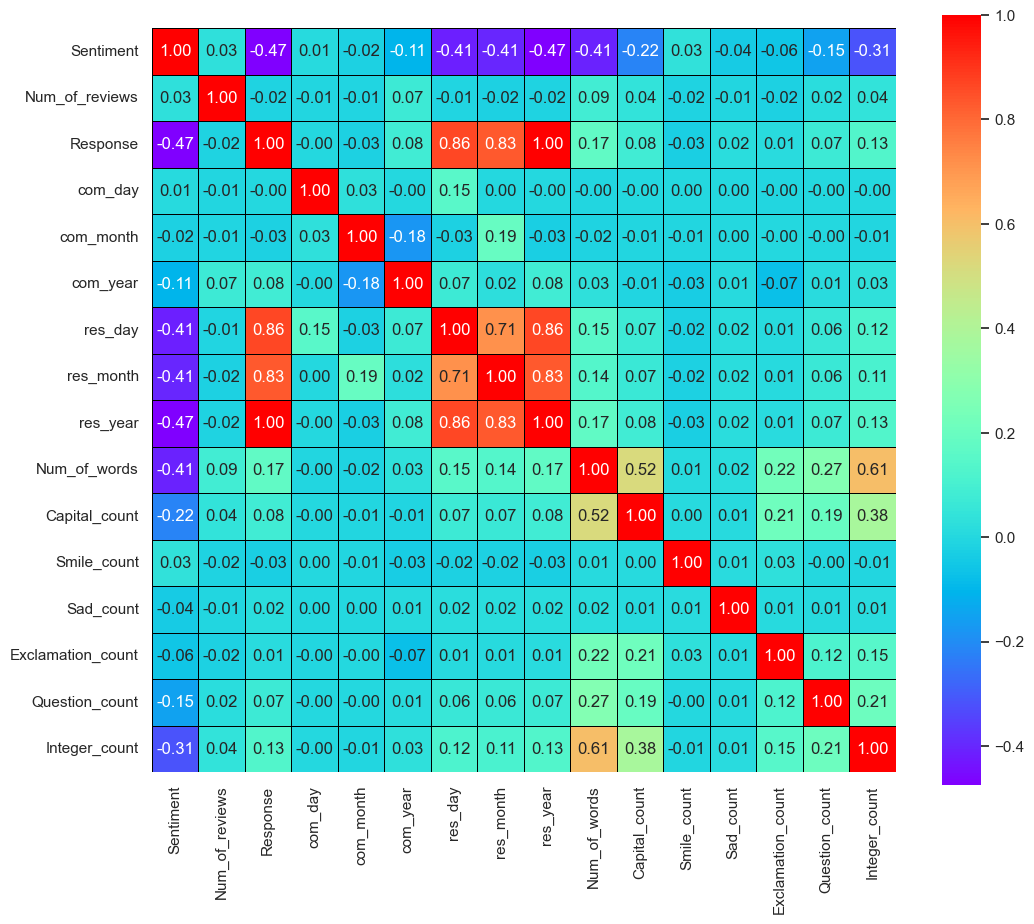 Sentiment 1.00 0.03 -0.47 0.01 -0.02 -0.11 -0.41 -0.41 -0.47 -0.41 -0.22 0.03 -0.04 -0.06 -0.15 -0.31
Num_of_reviews 0.03 1.00 -0.02 -0.01 -0.01 0.07 -0.01 -0.02 -0.02 0.09 0.04 -0.02 -0.01 -0.02 0.02 0.04
Response -0.47 -0.02 1.00 -0.00 -0.03 0.08 0.86 0.83 1.00 0.17 0.08 -0.03 0.02 0.01 0.07 0.13
com_day 0.01 -0.01 -0.00 1.00 0.03 -0.00 0.15 0.00 -0.00 -0.00 -0.00 0.00 0.00 -0.00 -0.00 -0.00
com_month -0.02 -0.01 -0.03 0.03 1.00 -0.18 -0.03 0.19 -0.03 -0.02 -0.01 -0.01 0.00 -0.00 -0.00 -0.01
com_year -0.11 0.07 0.08 -0.00 -0.18 1.00 0.07 0.02 0.08 0.03 -0.01 -0.03 0.01 -0.07 0.01 0.03
res_day -0.41 -0.01 0.86 0.15 -0.03 0.07 1.00 0.71 0.86 0.15 0.07 -0.02 0.02 0.01 0.06 0.12
res_month -0.41 -0.02 0.83 0.00 0.19 0.02 0.71 1.00 0.83 0.14 0.07 -0.02 0.02 0.01 0.06 0.11
res_year -0.47 -0.02 1.00 -0.00 -0.03 0.08 0.86 0.83 1.00 0.17 0.08 -0.03 0.02 0.01 0.07 0.13
Num_of_words -0.41 0.09 0.17 -0.00 -0.02 0.03 0.15 0.14 0.17 1.00 0.52 0.01 0.02 0.22 0.27 0.61
Capital_count -0.22 0.04 0.08 -0.00 -0.01 -0.01 0.07 0.07 0.08 0.52 1.00 0.00 0.01 0.21 0.19 0.38
Smile_count 0.03 -0.02 -0.03 0.00 -0.01 -0.03 -0.02 -0.02 -0.03 0.01 0.00 1.00 0.01 0.03 -0.00 -0.01
Sad_count -0.04 -0.01 0.02 0.00 0.00 0.01 0.02 0.02 0.02 0.02 0.01 0.01 1.00 0.01 0.01 0.01
Exclamation_count -0.06 -0.02 0.01 -0.00 -0.00 -0.07 0.01 0.01 0.01 0.22 0.21 0.03 0.01 1.00 0.12 0.15
Question_count -0.15 0.02 0.07 -0.00 -0.00 0.01 0.06 0.06 0.07 0.27 0.19 -0.00 0.01 0.12 1.00 0.21
Integer_count -0.31 0.04 0.13 -0.00 -0.01 0.03 0.12 0.11 0.13 0.61 0.38 -0.01 0.01 0.15 0.21 1.00
Sentiment
Num_of_reviews
Response
com_day
com_month
com_year
res_day
res_month
res_year
Num_of_words
Capital_count
Smile_count
Sad_count
Exclamation_count
Question_count
Integer_count
1.0
0.8
0.6
0.4
0.2
0.0
−0.2
−0.4